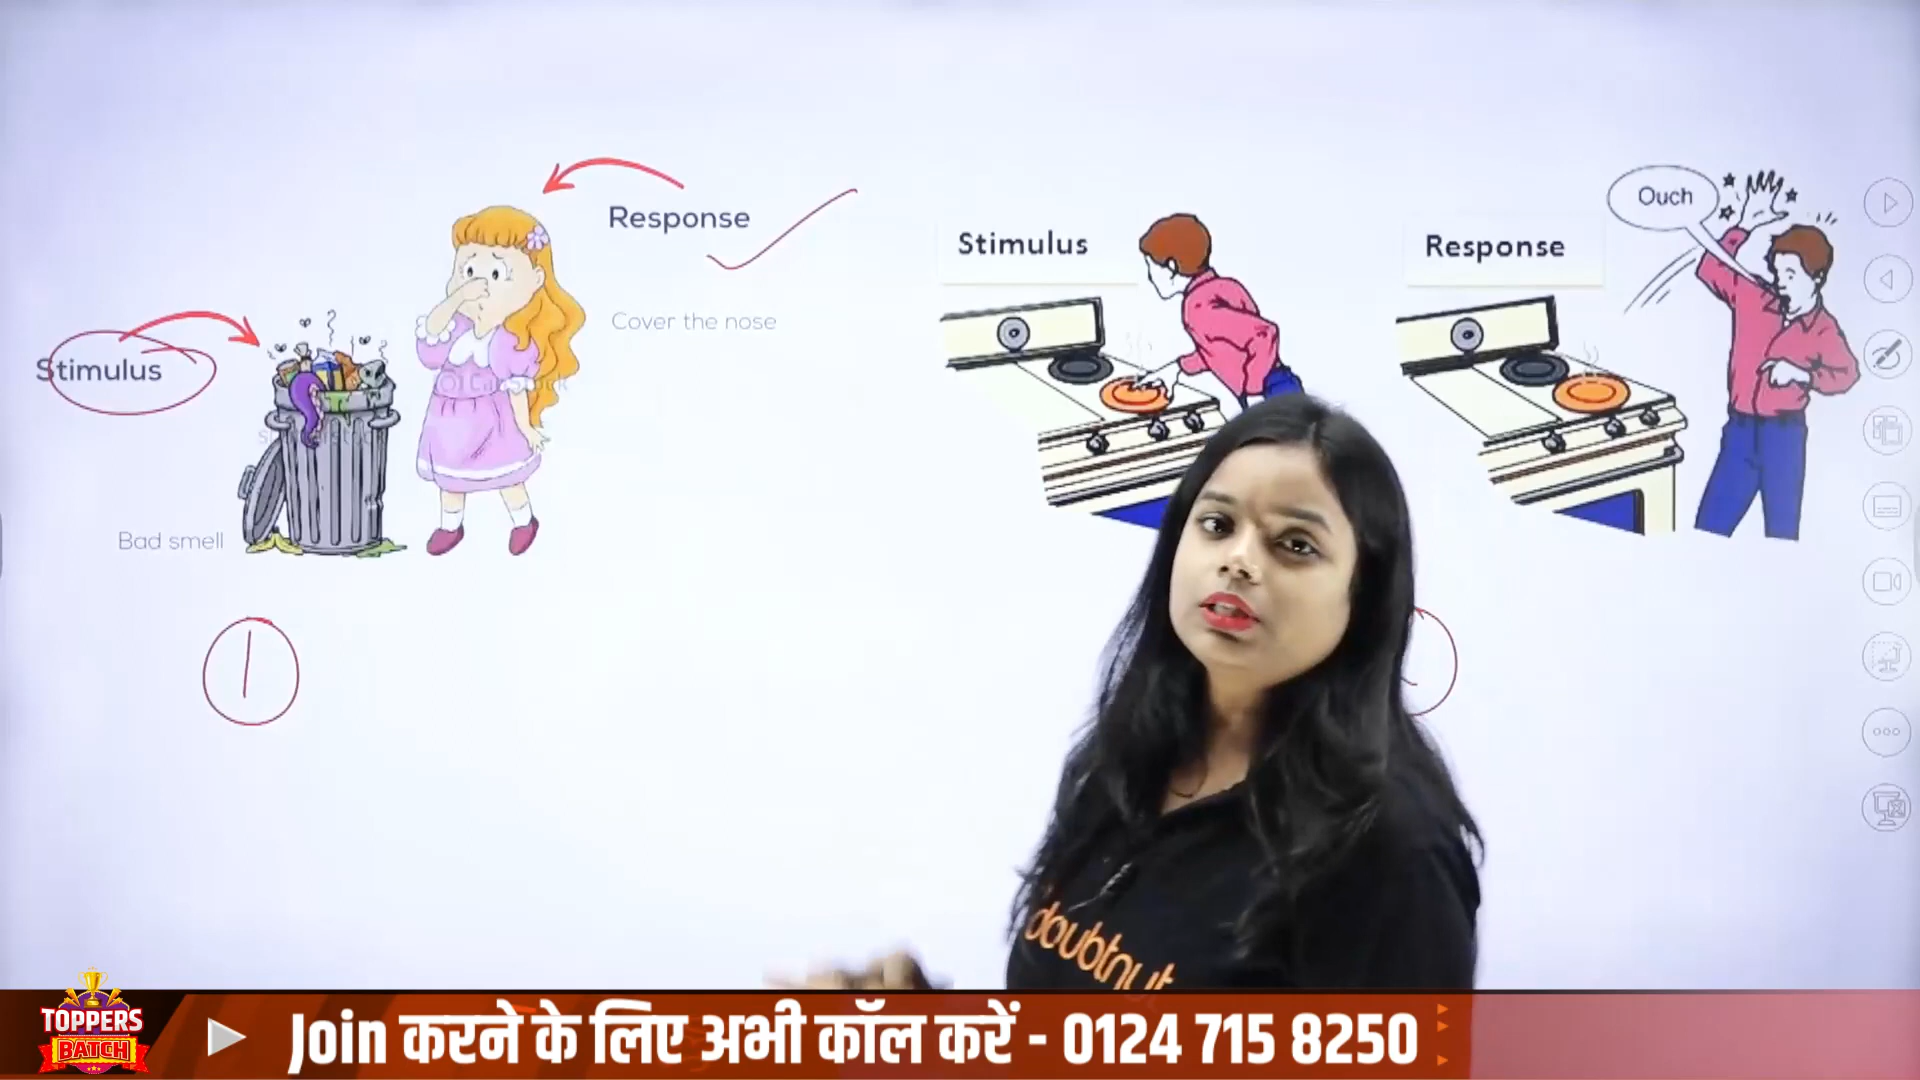 Response
Cover the nose
Stimulus
Bad smell
1
Stimulus
Response
Ouch
doubtnut
TOPPERS
BATCH
Join करने के लिए अभी कॉल करें - 0124 715 8250